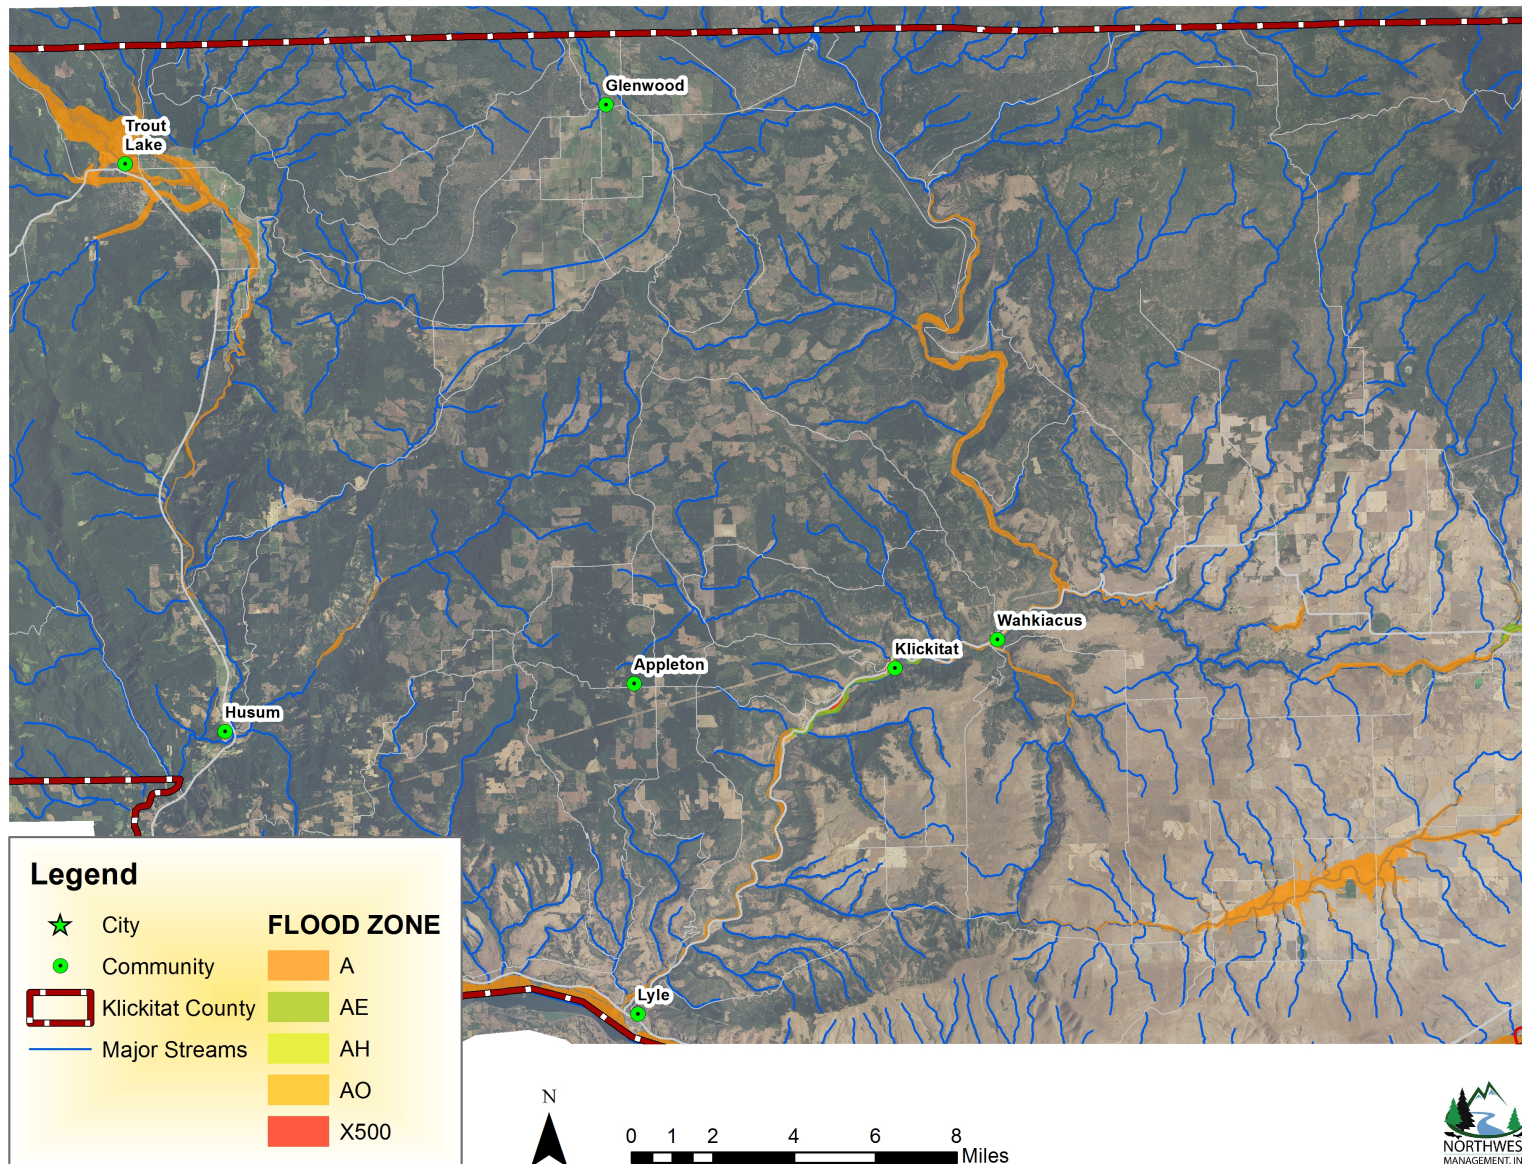 Glenwood
Trout
Lake
Wahkiacus
Klickitat
Appleton
Husum
Lyle
Legend
City
Community
Klickitat County
Major Streams
FLOOD ZONE
A
AE
AH
AO
X500
N
0 1 2 4 6 8
Miles
NORTHWES
MANAGEMENT, IN